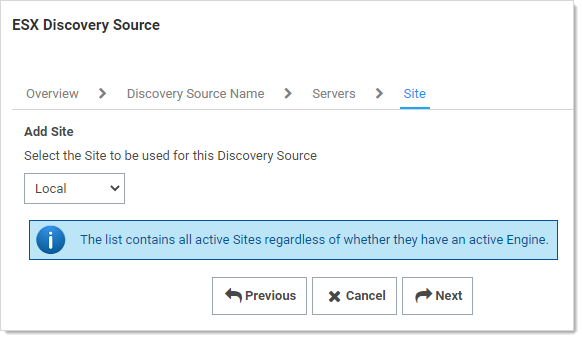 ESX Discovery Source
Overview > Discovery Source Name > Servers > Site
Add Site
Select the Site to be used for this Discovery Source
Local
The list contains all active Sites regardless of whether they have an active Engine.
Previous Cancel Next